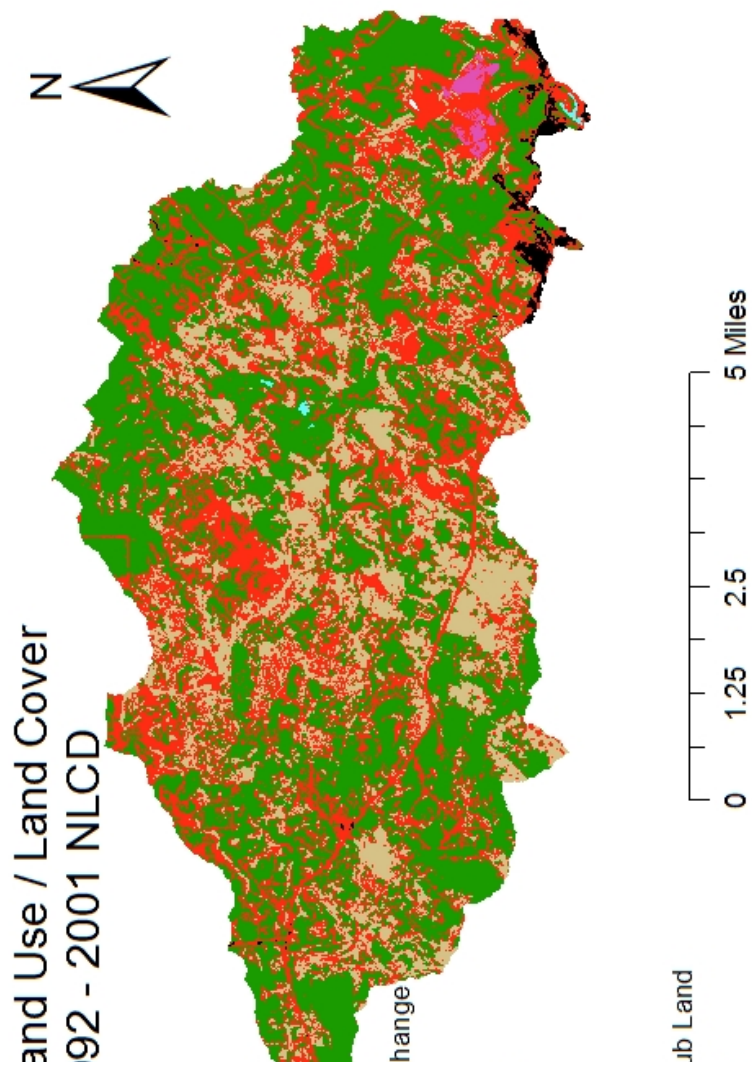 and Use / Land Cover
92 - 2001 NLCD
N
hange
ub Land
0 1.25 2.5 5 Miles